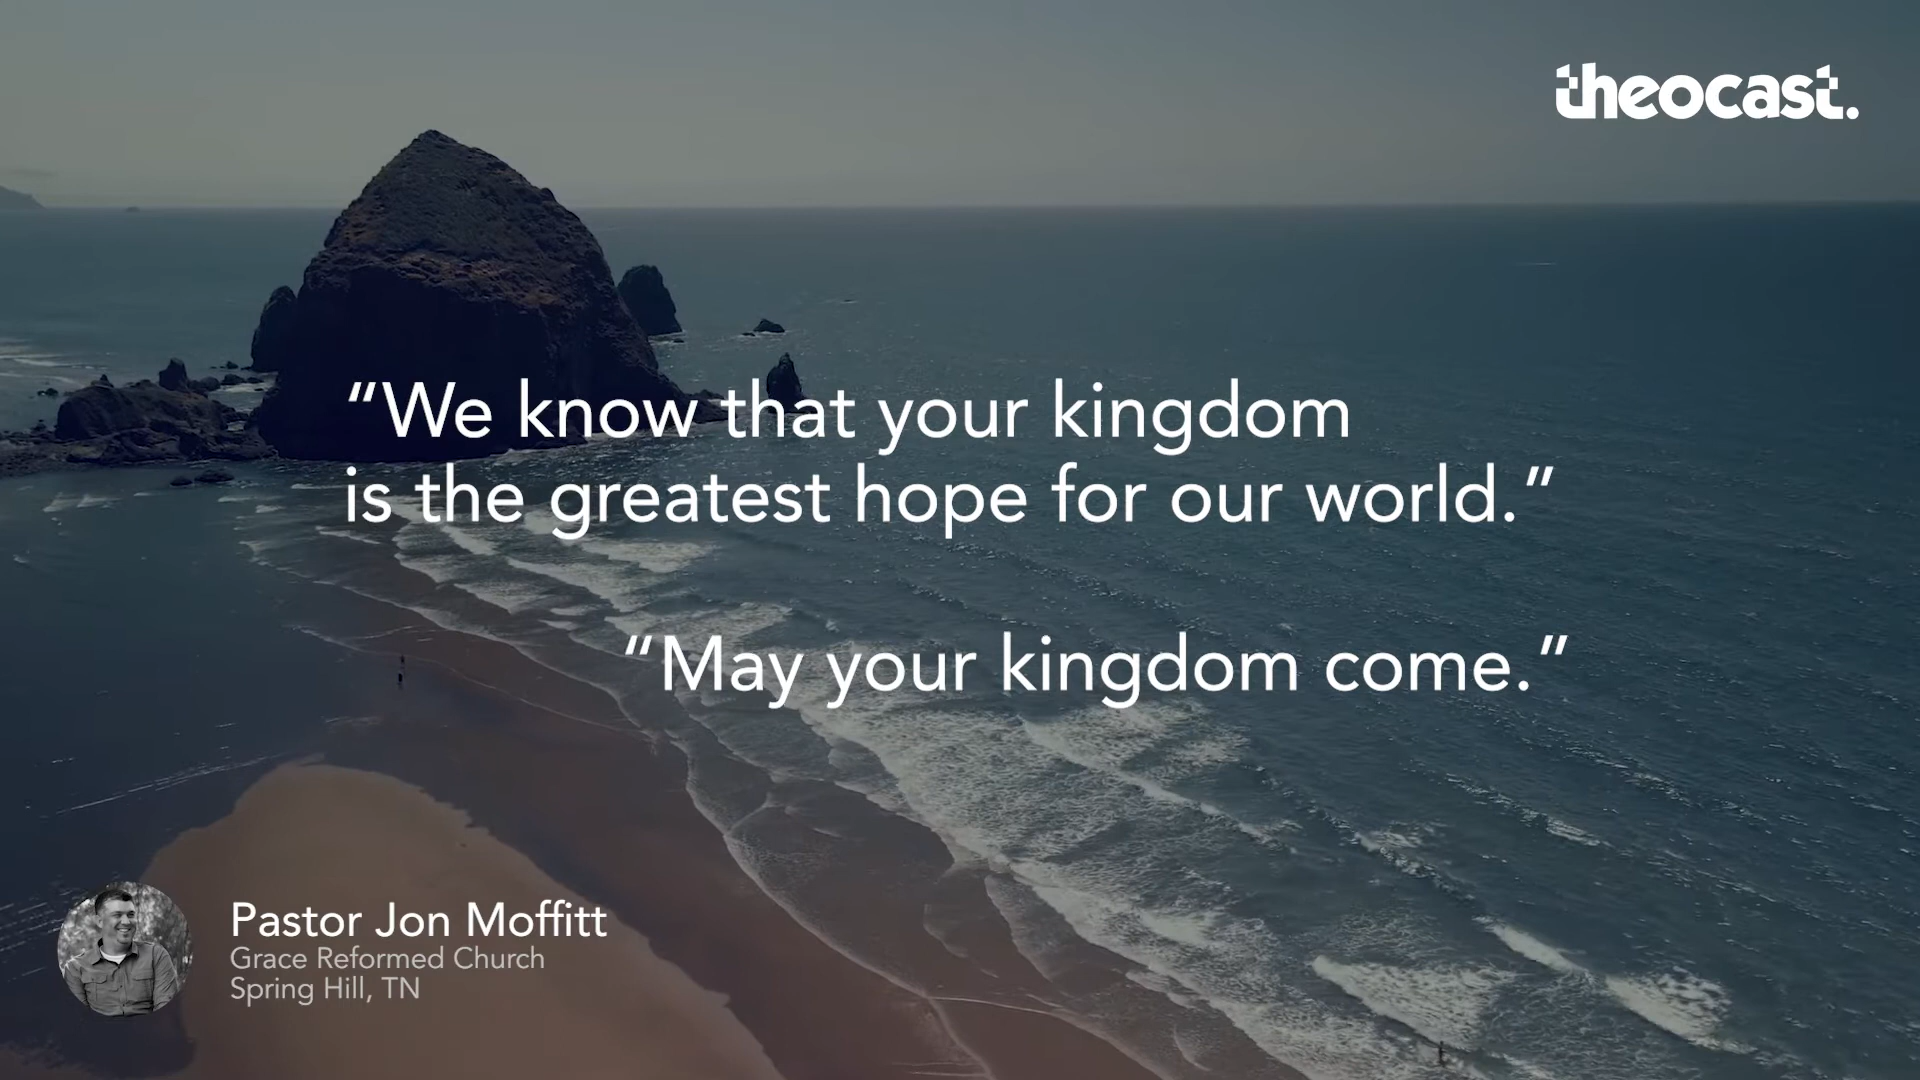 theocast.
“We know that your kingdom
is the greatest hope for our world.”
“May your kingdom come.”
Pastor Jon Moffitt
Grace Reformed Church
Spring Hill, TN